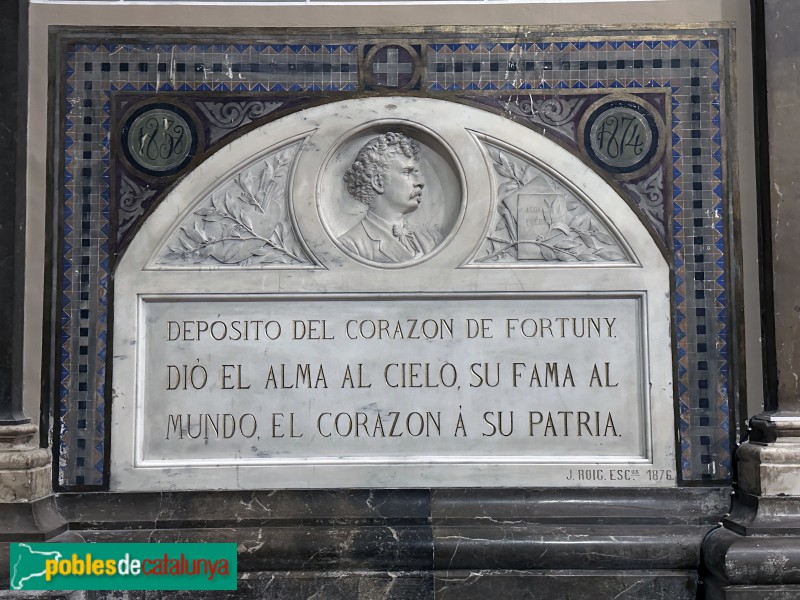 1838
1874
DEPÓSITO DEL CORAZON DE FORTUNY.
DIÓ EL ALMA AL CIELO, SU FAMA AL
MUNDO, EL CORAZON Á SU PATRIA.
J. ROIG. ESC.OR 1876.
poblesdecatalunya